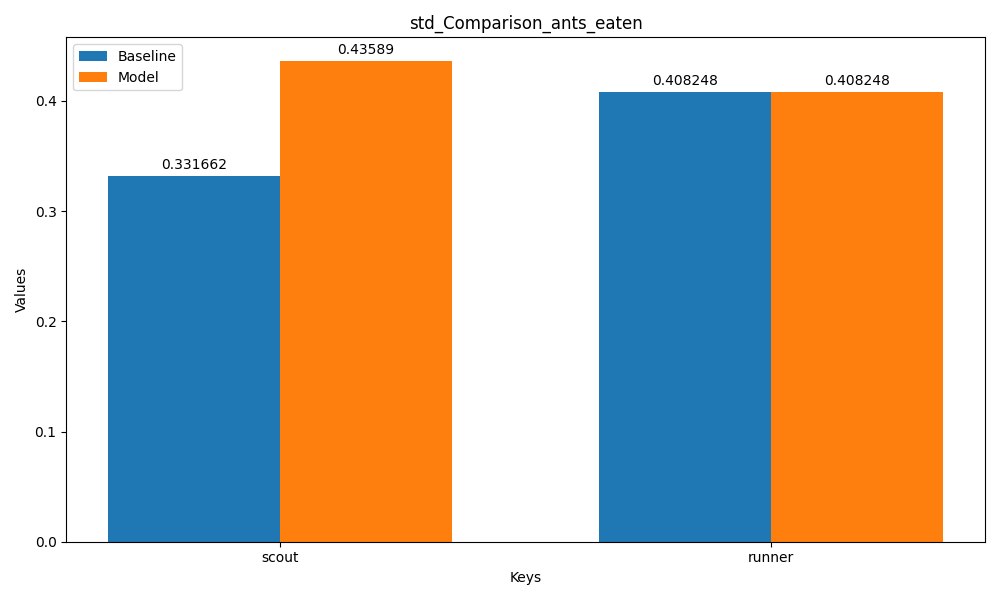 std_Comparison_ants_eaten
Baseline
Model
0.43589
0.331662
0.408248
0.408248
0.4
0.3
0.2
0.1
0.0
Values
scout
runner
Keys